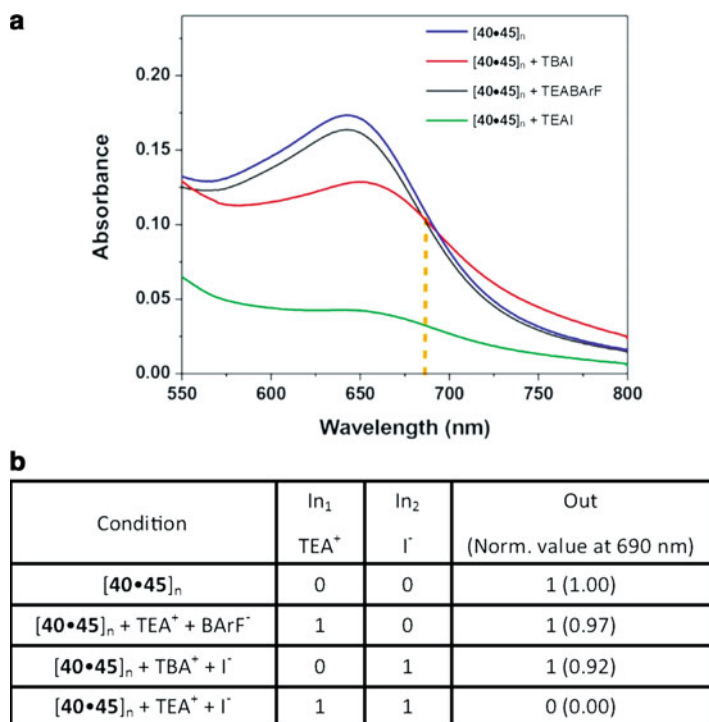 a
[40•45]n
[40•45]n + TBAI
[40•45]n + TEABArF
[40•45]n + TEAI
0.20
0.15
0.10
0.05
0.00
Absorbance
550 600 650 700 750 800
Wavelength (nm)
b
Condition In1 TEA+ In2 I- Out (Norm. value at 690 nm)
[40•45]n 0 0 1 (1.00)
[40•45]n + TEA+ + BArF- 1 0 1 (0.97)
[40•45]n + TBA+ + I- 0 1 1 (0.92)
[40•45]n + TEA+ + I- 1 1 0 (0.00)